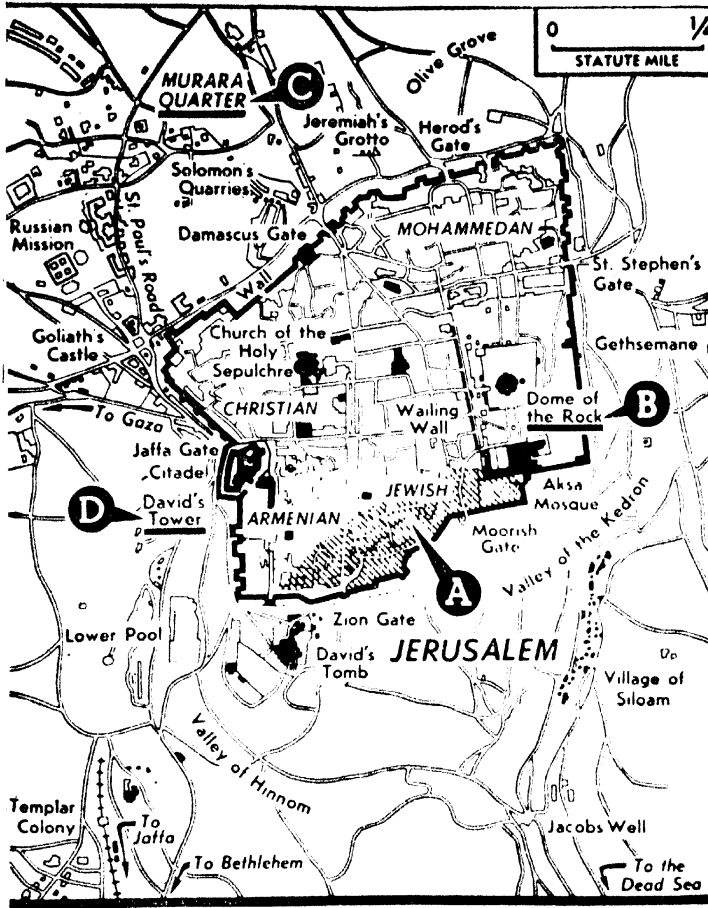 0 1/4
STATUTE MILE
Olive Grove
MURARA
QUARTER
C
Jeremiah's
Grotto
Herod's
Gate
Solomon's
Quarries
St. Paul's Road
Russian
Mission
Damascus Gate
MOHAMMEDAN
Wall
St. Stephen's
Gate
Goliath's
Castle
Church of the
Holy
Sepulchre
Gethsemane
To Gaza
CHRISTIAN
Wailing
Wall
Dome of
the Rock
B
Jaffa Gate
Citadel
D
David's
Tower
ARMENIAN
JEWISH
Aksa
Mosque
Moorish
Gate
Valley of the Kedron
A
Zion Gate
Lower Pool
David's
Tomb
JERUSALEM
Village of
Siloam
Valley of Hinnom
Templar
Colony
To
Jaffa
To Bethlehem
Jacobs Well
To the
Dead Sea